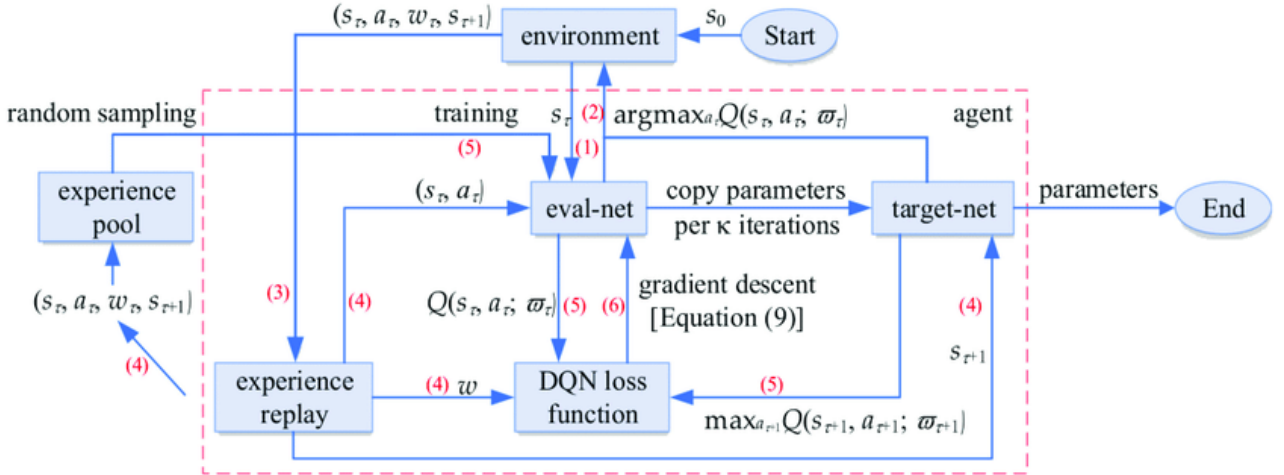 (sτ, aτ, wτ, sτ+1)
environment
s0
Start
random sampling
training
sτ
(2)
argmaxaτQ(sτ, aτ; ϖτ)
agent
(5)
(1)
experience
pool
(sτ, aτ)
eval-net
copy parameters
per κ iterations
target-net
parameters
End
(sτ, aτ, wτ, sτ+1)
(3)
(4)
Q(sτ, aτ; ϖτ)
(5)
(6)
gradient descent
[Equation (9)]
(4)
sτ+1
(4)
experience
replay
(4) w
DQN loss
function
(5)
maxaτ+1Q(sτ+1, aτ+1; ϖτ+1)